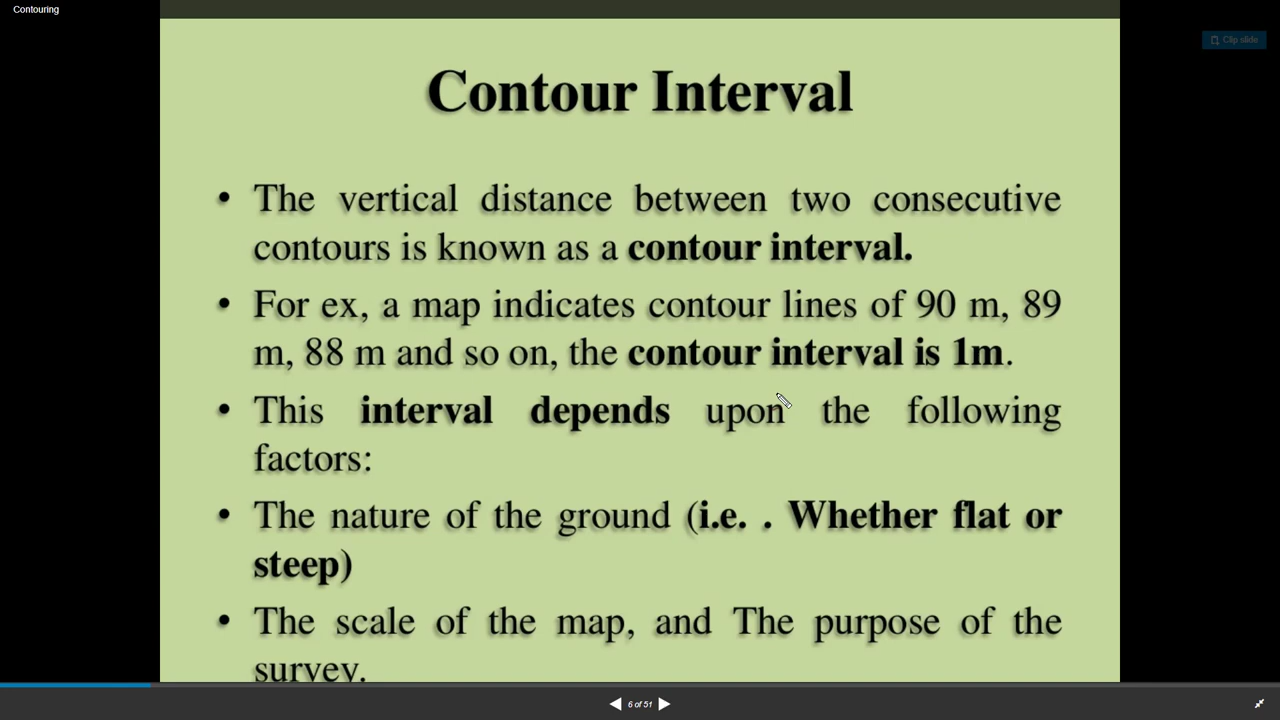 Contouring
Clip slide
Contour Interval
• The vertical distance between two consecutive
contours is known as a contour interval.
• For ex, a map indicates contour lines of 90 m, 89
m, 88 m and so on, the contour interval is 1m.
• This interval depends upon the following
factors:
• The nature of the ground (i.e. . Whether flat or
steep)
• The scale of the map, and The purpose of the
survey.
6 of 51